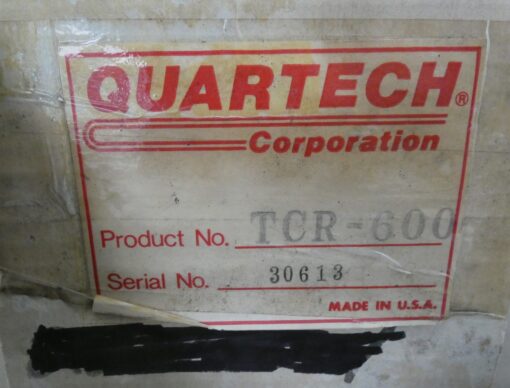 QUARTECH®
Corporation
Product No. TCR-600
Serial No. 30613
MADE IN U.S.A.